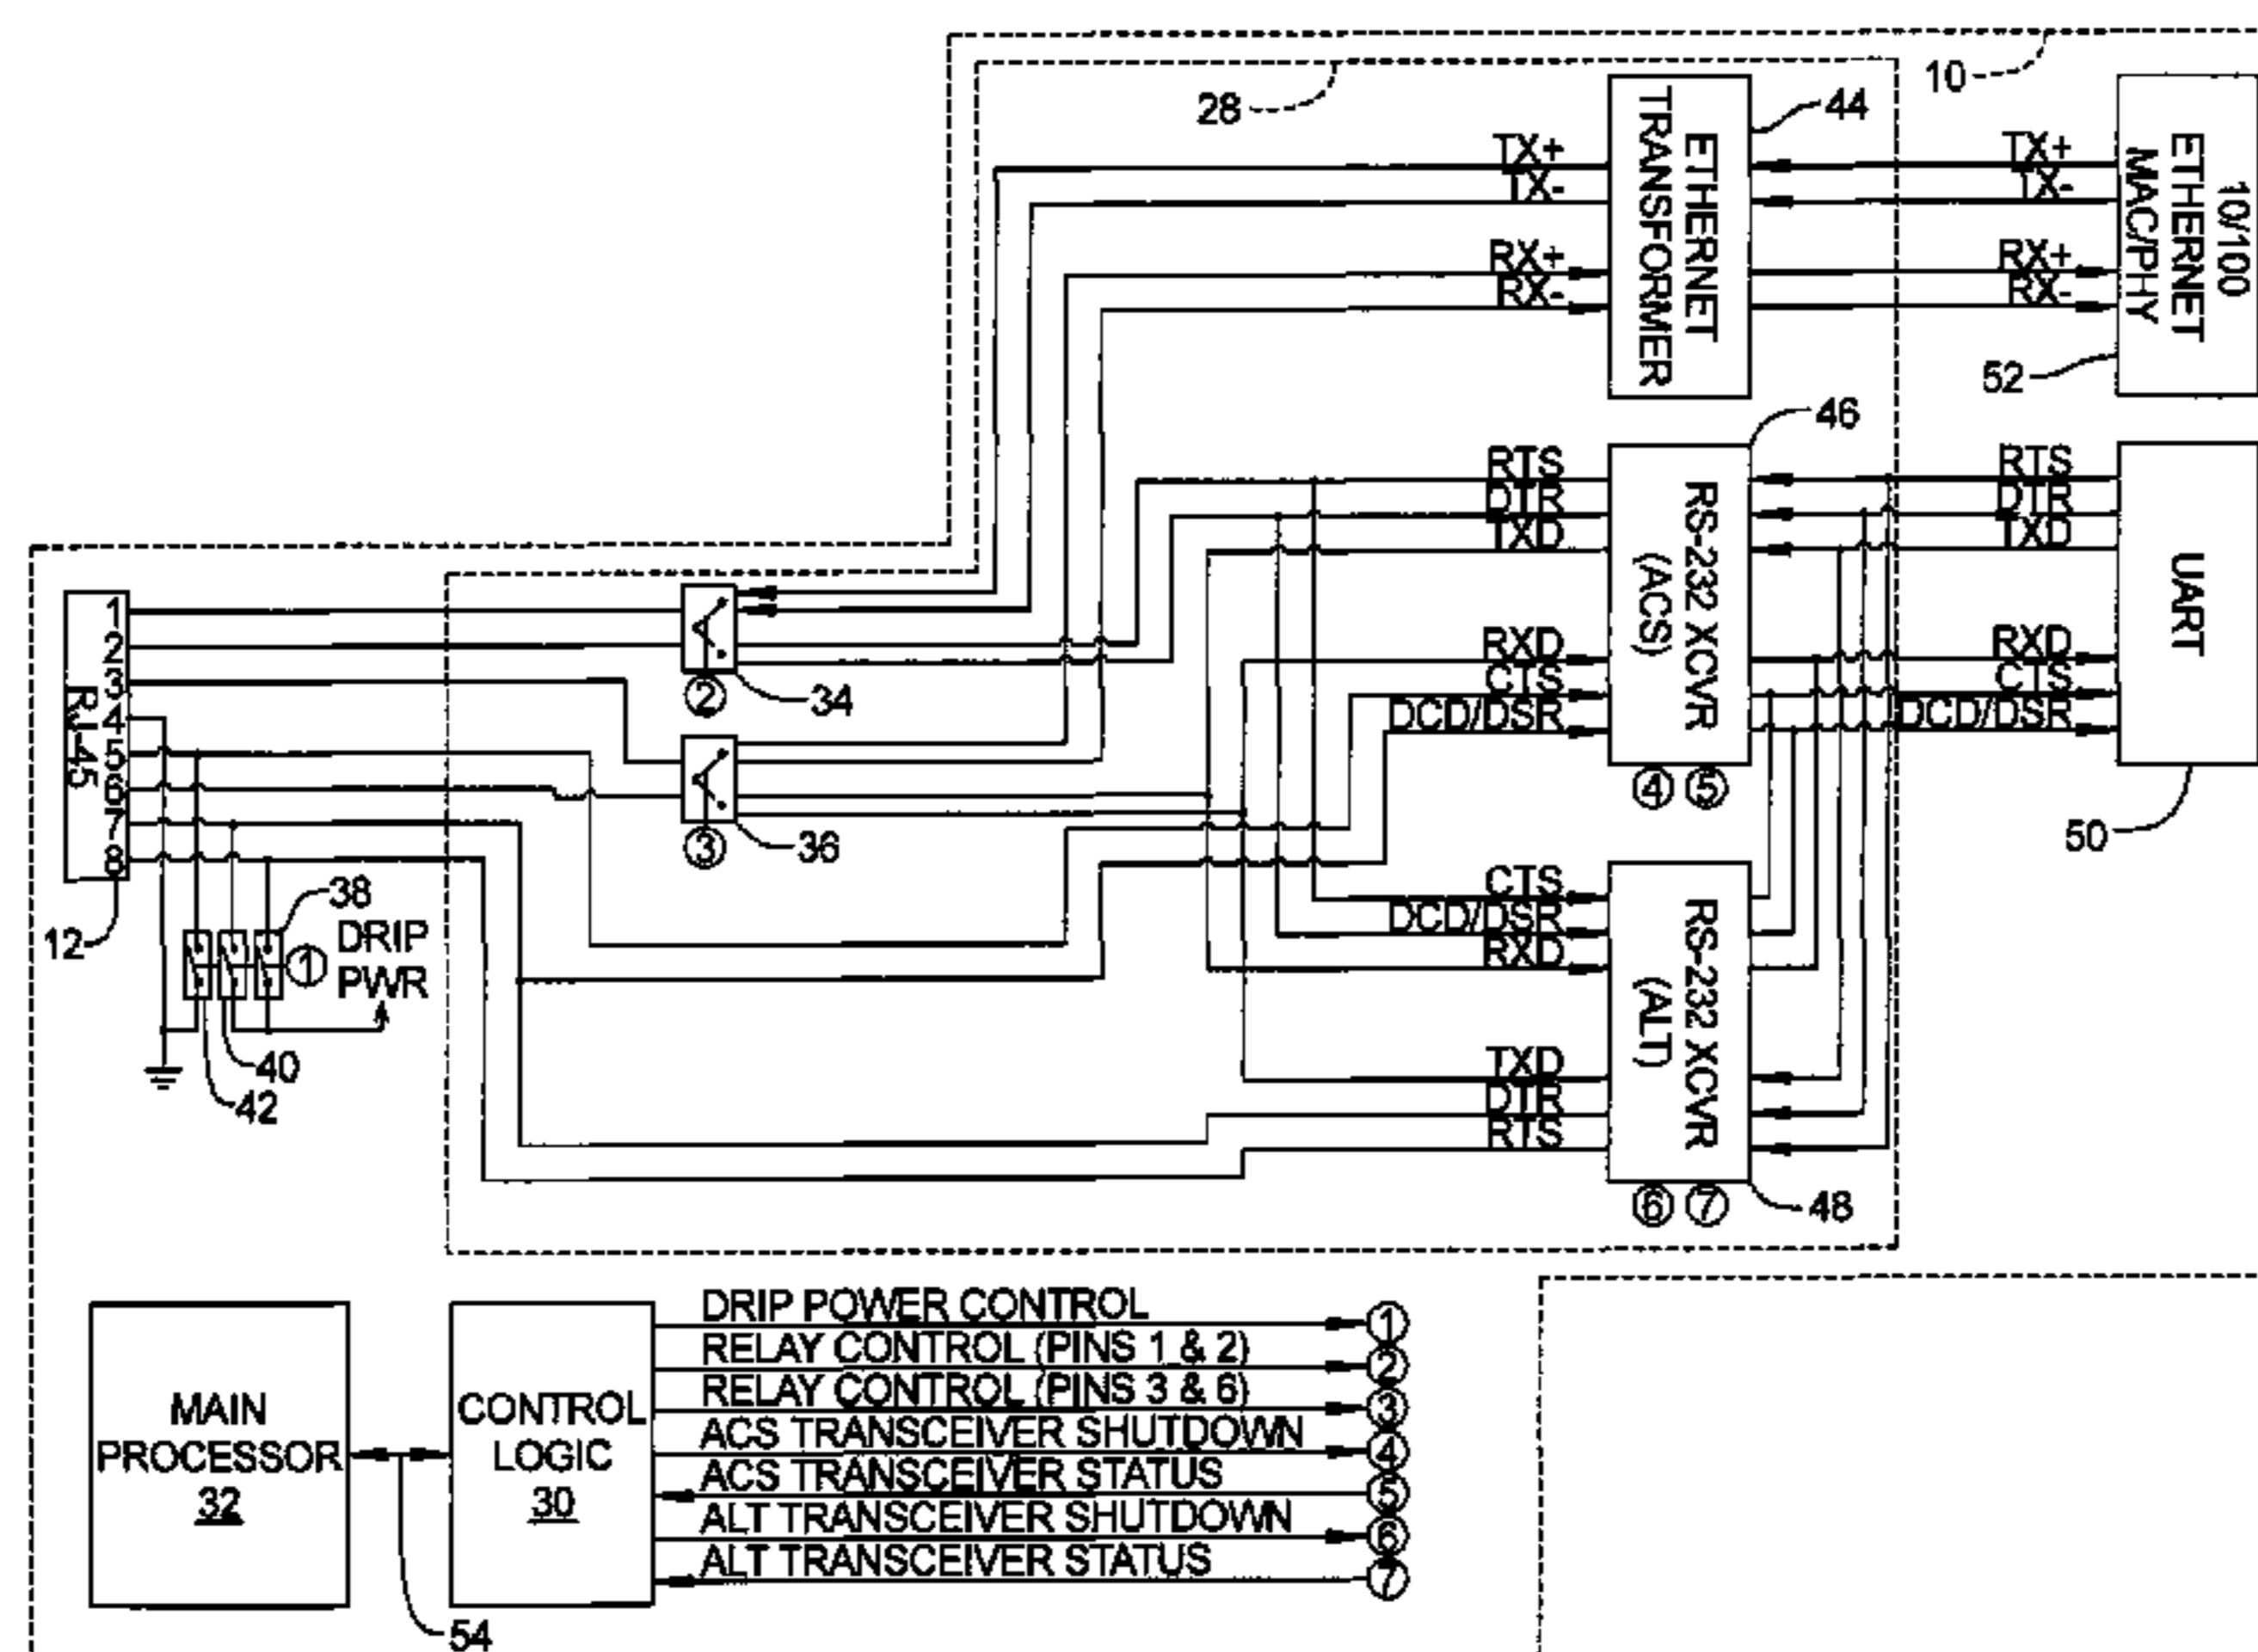 10
28
44
TX+
TX-
RX+
RX-
ETHERNET
TRANSFORMER
TX+
TX-
RX+
RX-
10/100
ETHERNET
MAC/PHY
52
46
RTS
DTR
TXD
RXD
CTS
DCD/DSR
RS-232 XCVR
(ACS)
④ ⑤
RTS
DTR
TXD
RXD
CTS
DCD/DSR
UART
50
RJ-45
1
2
3
4
5
6
7
8
12
② 34
③ 36
38
① DRIP
PWR
40
42
CTS
DCD/DSR
RXD
TXD
DTR
RTS
RS-232 XCVR
(ALT)
⑥ ⑦
48
MAIN
PROCESSOR
32
54
CONTROL
LOGIC
30
DRIP POWER CONTROL ①
RELAY CONTROL (PINS 1 & 2) ②
RELAY CONTROL (PINS 3 & 6) ③
ACS TRANSCEIVER SHUTDOWN ④
ACS TRANSCEIVER STATUS ⑤
ALT TRANSCEIVER SHUTDOWN ⑥
ALT TRANSCEIVER STATUS ⑦